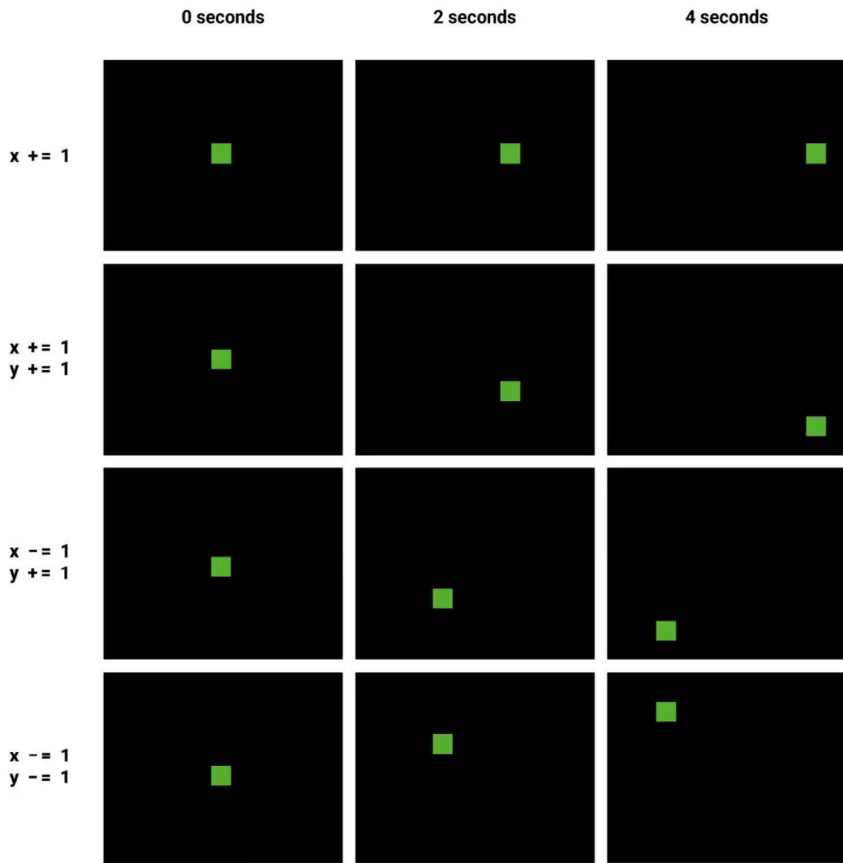 0 seconds 2 seconds 4 seconds
x += 1
x += 1
y += 1
x -= 1
y += 1
x -= 1
y -= 1